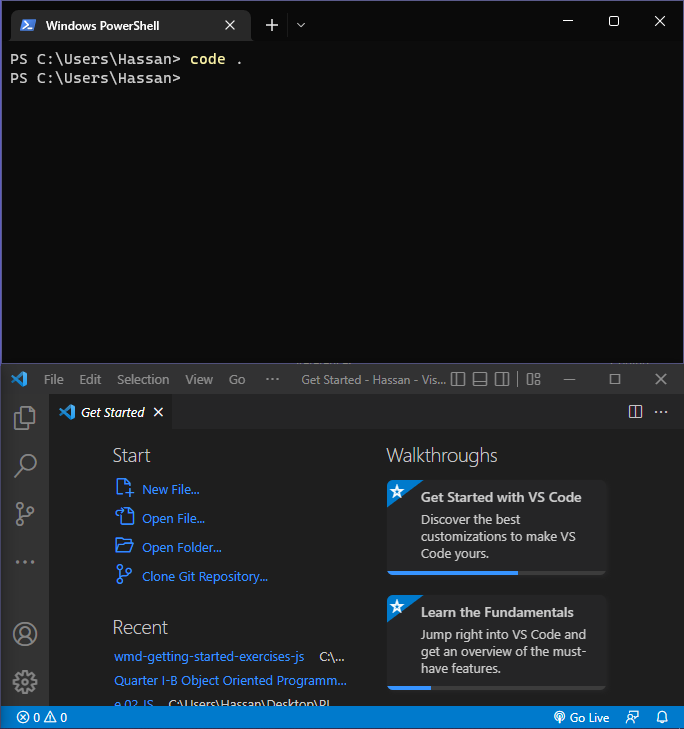 Windows PowerShell
PS C:\Users\Hassan> code .
PS C:\Users\Hassan>
File Edit Selection View Go ··· Get Started - Hassan - Vis...
Get Started
Start
New File...
Open File...
Open Folder...
Clone Git Repository...
Recent
wmd-getting-started-exercises-js C:\...
Quarter I-B Object Oriented Programm...
C:\Users\Hassan\Desktop\
Walkthroughs
Get Started with VS Code
Discover the best
customizations to make VS
Code yours.
Learn the Fundamentals
Jump right into VS Code and
get an overview of the must-
have features.
0 0 Go Live